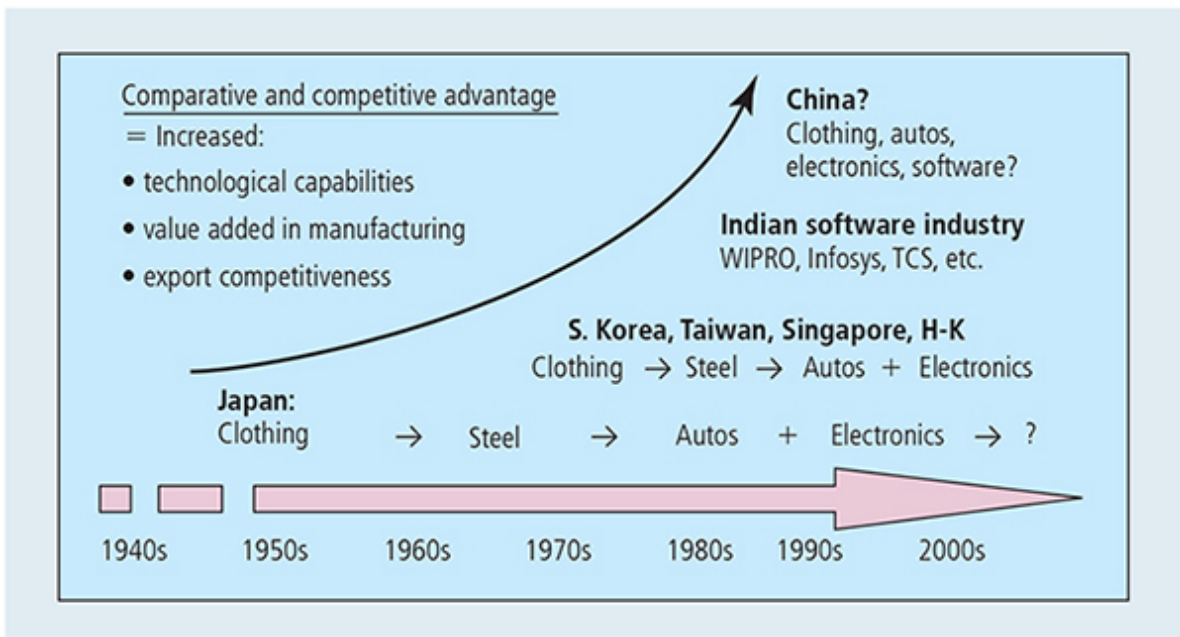 Comparative and competitive advantage
= Increased:
• technological capabilities
• value added in manufacturing
• export competitiveness
China?
Clothing, autos,
electronics, software?
Indian software industry
WIPRO, Infosys, TCS, etc.
S. Korea, Taiwan, Singapore, H-K
Clothing → Steel → Autos + Electronics
Japan:
Clothing → Steel → Autos + Electronics → ?
1940s 1950s 1960s 1970s 1980s 1990s 2000s